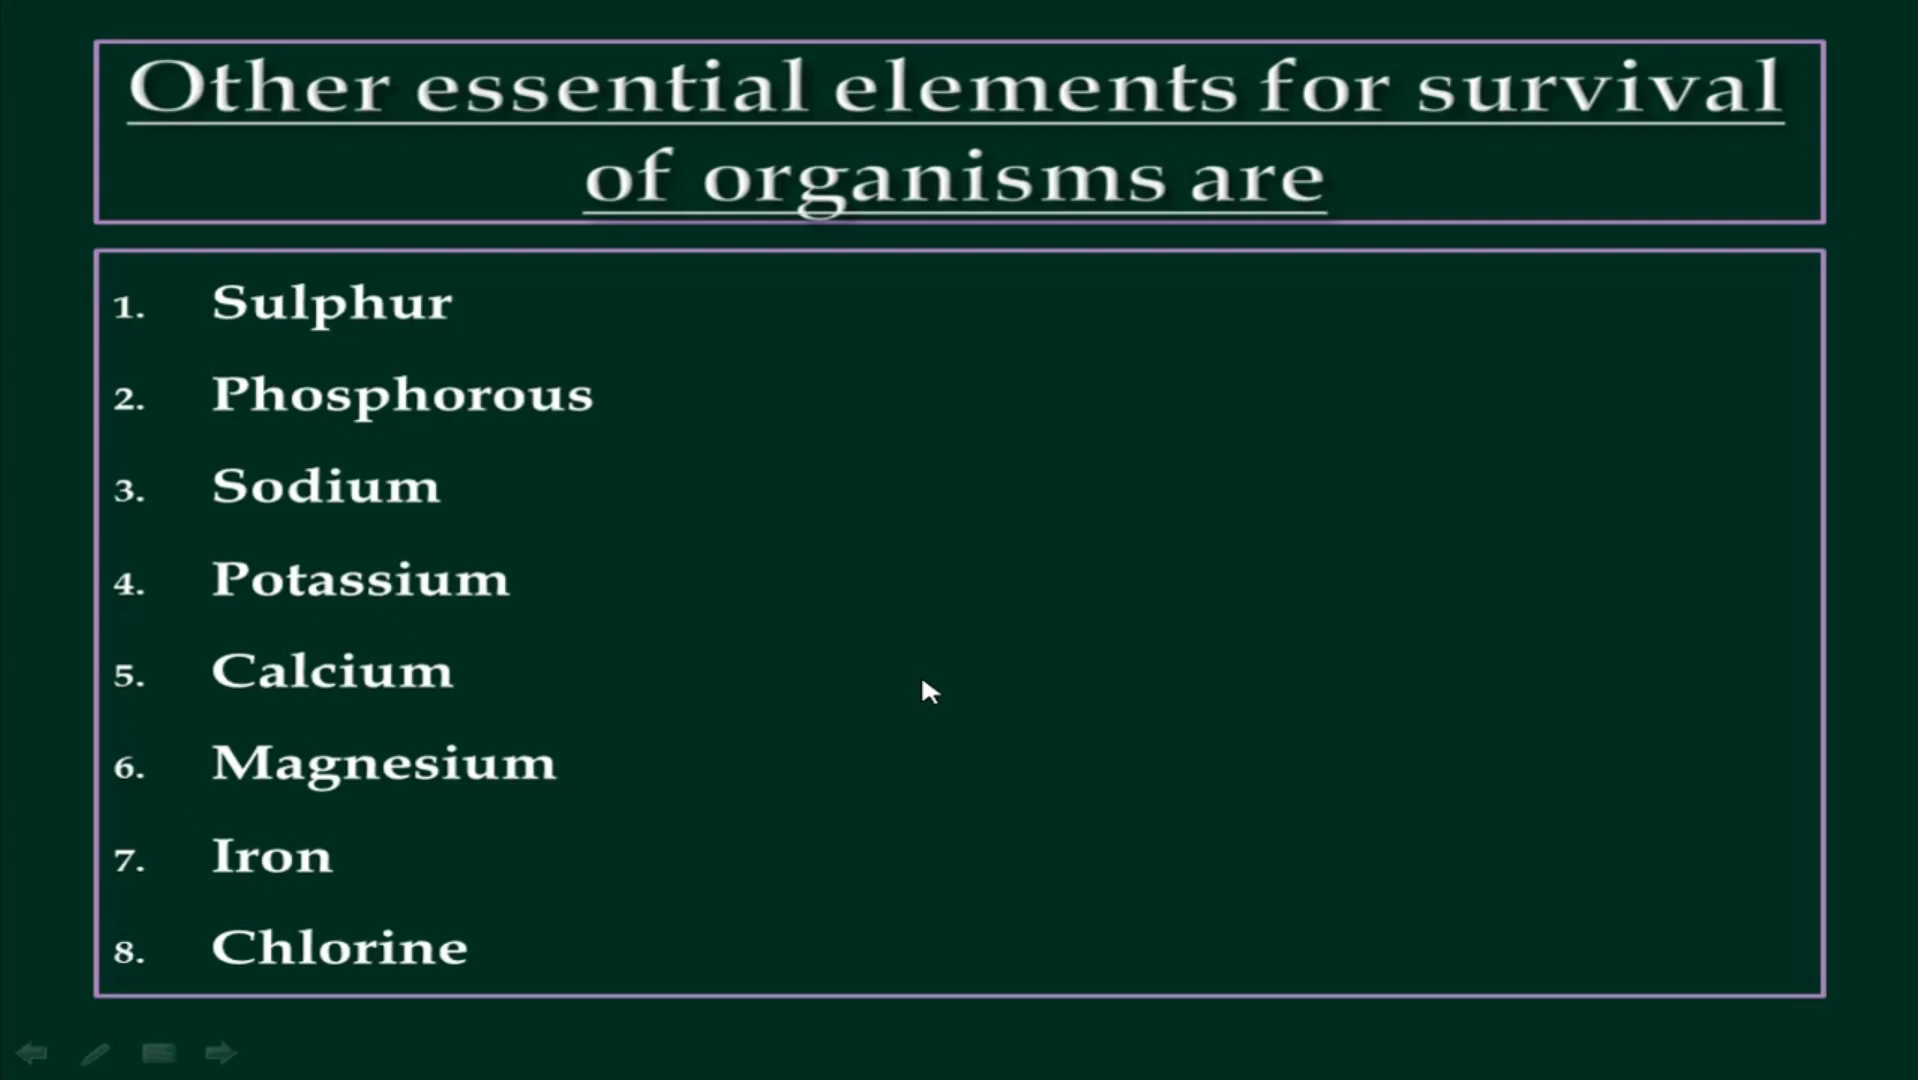 Other essential elements for survival
of organisms are
1. Sulphur
2. Phosphorous
3. Sodium
4. Potassium
5. Calcium
6. Magnesium
7. Iron
8. Chlorine